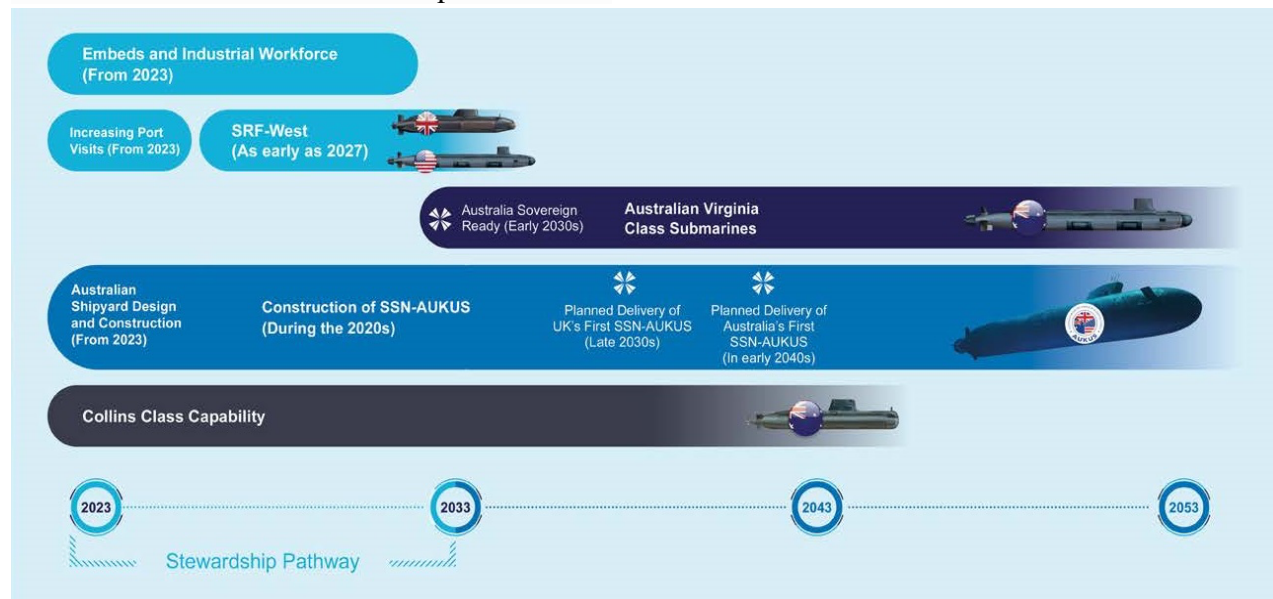 Embeds and Industrial Workforce
(From 2023)
Increasing Port
Visits (From 2023)
SRF-West
(As early as 2027)
Australia Sovereign
Ready (Early 2030s)
Australian Virginia
Class Submarines
Australian
Shipyard Design
and Construction
(From 2023)
Construction of SSN-AUKUS
(During the 2020s)
Planned Delivery of
UK's First SSN-AUKUS
(Late 2030s)
Planned Delivery of
Australia's First
SSN-AUKUS
(In early 2040s)
AUKUS
Collins Class Capability
2023
2033
2043
2053
Stewardship Pathway